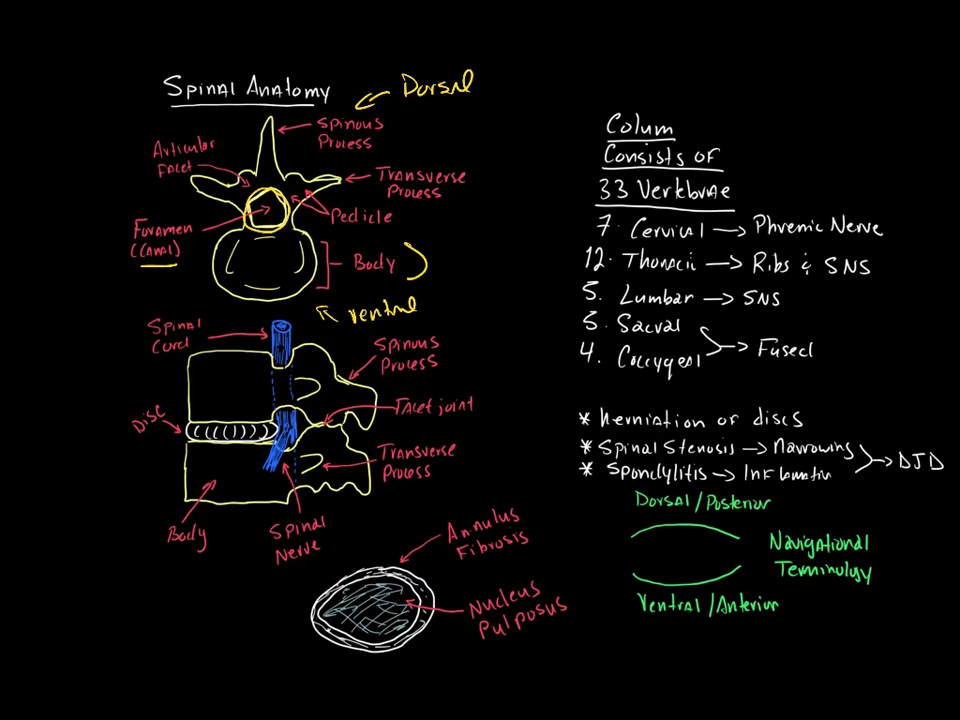 Spinal Anatomy
Dorsal
Spinous
Process
Articular
Facet
Transverse
Process
Pedicle
Foramen
(Canal)
Body
Ventral
Spinal
Cord
Spinous
Process
Facet joint
Disc
Transverse
Process
Body
Spinal
Nerve
Annulus
Fibrosis
Nucleus
Pulposus
Colum
Consists of
33 Vertebrae
7. Cervical → Phrenic Nerve
12. Thoracic → Ribs & SNS
5. Lumbar → SNS
5. Sacral
4. Coccygeal
→ Fused
* herniation of discs
* Spinal Stenosis → Narrowing
* Spondylitis → Inflamatin
→ DJD
Dorsal / Posterior
Navigational
Terminology
Ventral / Anterior